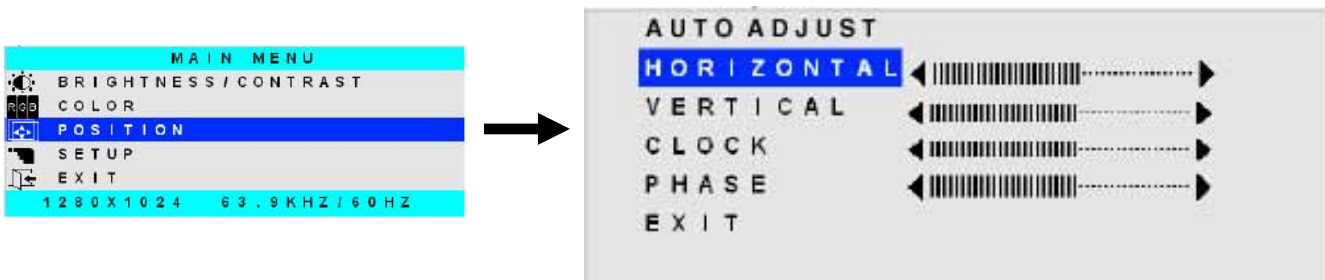 MAIN MENU
BRIGHTNESS/CONTRAST
RGB COLOR
POSITION
SETUP
EXIT
1280X1024 63.9KHZ/60HZ
AUTO ADJUST
HORIZONTAL
VERTICAL
CLOCK
PHASE
EXIT